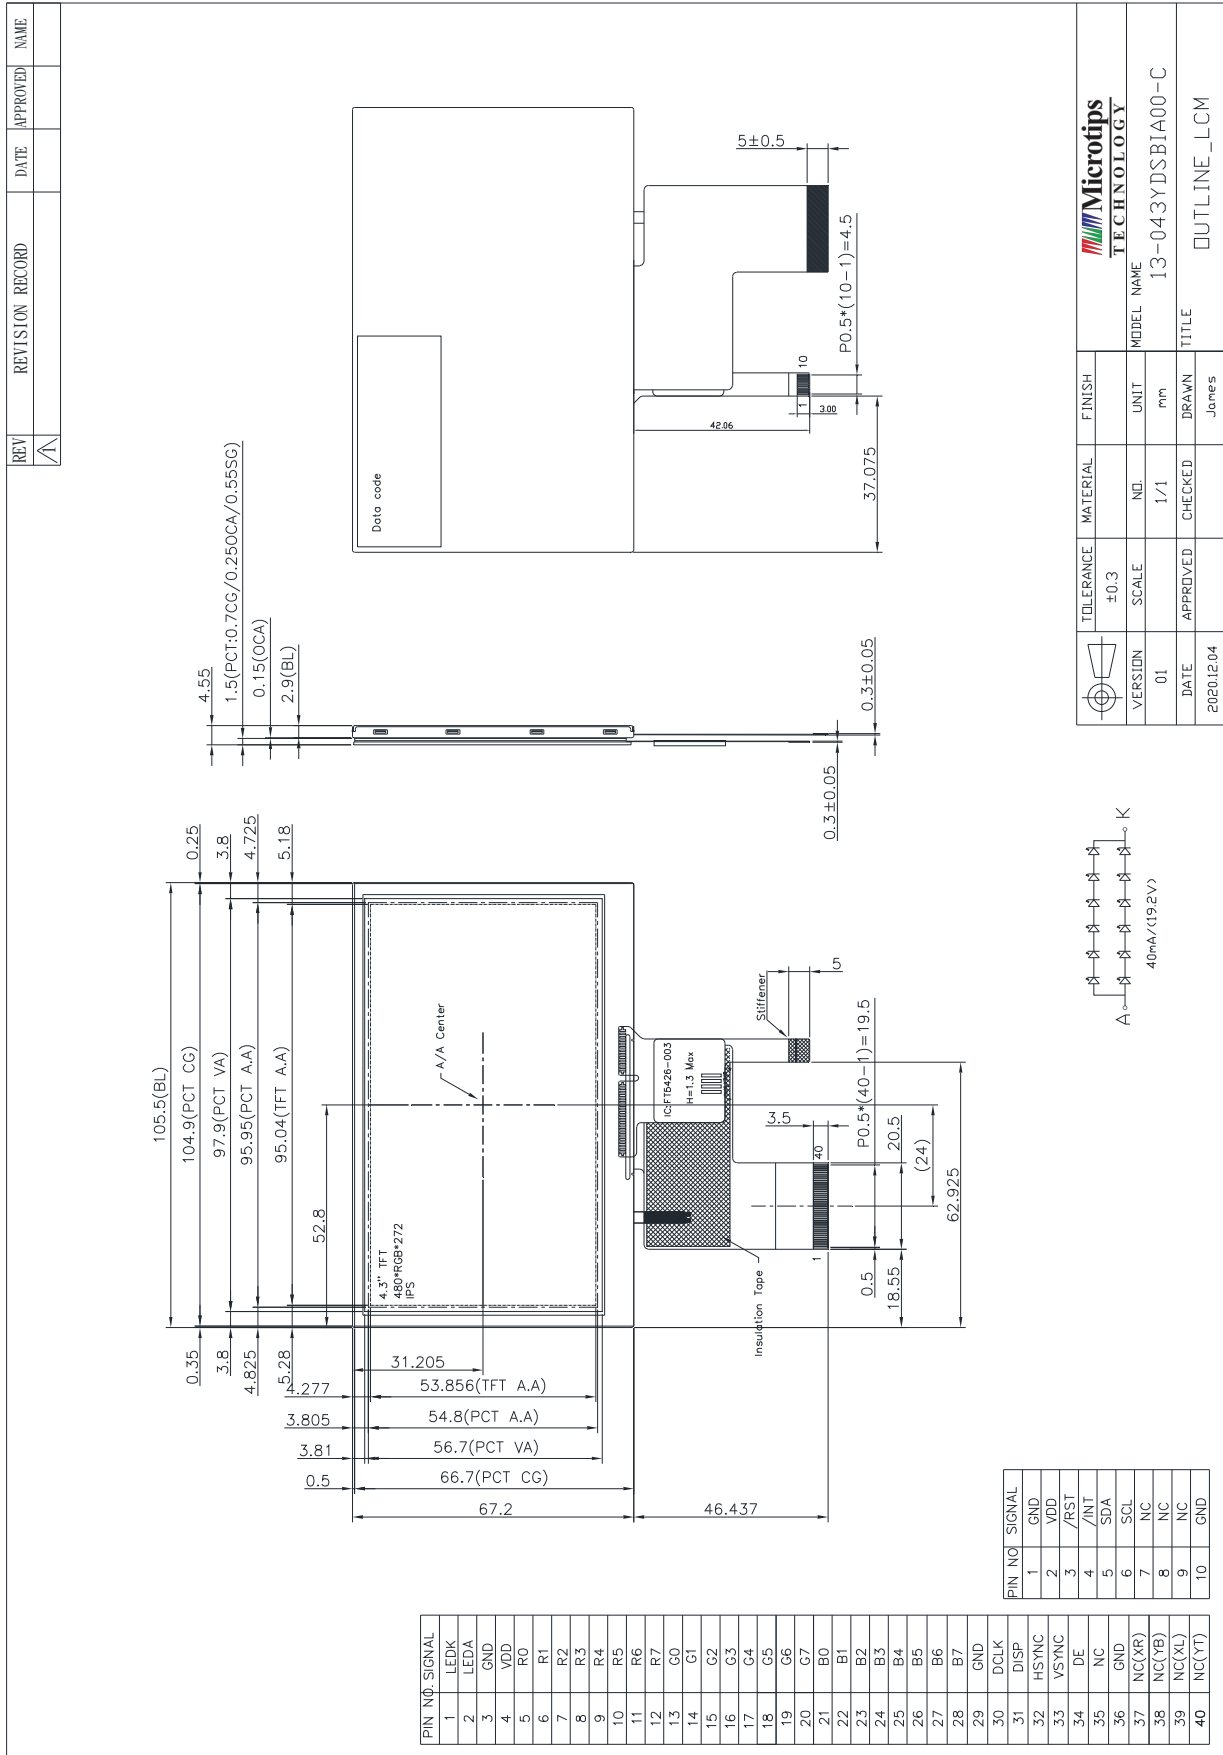 REV REVISION RECORD DATE APPROVED NAME
1
105.5(BL)
104.9(PCT CG)
97.9(PCT VA)
95.95(PCT A.A)
95.04(TFT A.A)
52.8
0.35
3.8
4.825
5.28
0.25
3.8
4.725
5.18
A/A Center
4.3" TFT
480*RGB*272
IPS
31.205
4.277 53.856(TFT A.A)
3.805 54.8(PCT A.A)
3.81 56.7(PCT VA)
0.5 66.7(PCT CG)
67.2 46.437
Insulation Tape
IC:FT5426-003
H=1.3 Max
Stiffener
5
3.5
1 40
P0.5*(40-1)=19.5
0.5 20.5
18.55 (24)
62.925
4.55
1.5(PCT:0.7CG/0.25OCA/0.55SG)
0.15(OCA)
2.9(BL)
0.3±0.05
0.3±0.05
Data code
5±0.5
P0.5*(10-1)=4.5
1 10
3.00
42.06
37.075
A K
40mA/(19.2V)
PIN NO. SIGNAL
1 LEDK
2 LEDA
3 GND
4 VDD
5 R0
6 R1
7 R2
8 R3
9 R4
10 R5
11 R6
12 R7
13 G0
14 G1
15 G2
16 G3
17 G4
18 G5
19 G6
20 G7
21 B0
22 B1
23 B2
24 B3
25 B4
26 B5
27 B6
28 B7
29 GND
30 DCLK
31 DISP
32 HSYNC
33 VSYNC
34 DE
35 NC
36 GND
37 NC(XR)
38 NC(YB)
39 NC(XL)
40 NC(YT)
PIN NO SIGNAL
1 GND
2 VDD
3 /RST
4 /INT
5 SDA
6 SCL
7 NC
8 NC
9 NC
10 GND
TOLERANCE MATERIAL FINISH
±0.3
Microtips
TECHNOLOGY
VERSION SCALE NO. UNIT MODEL NAME
01 1/1 mm 13-043YDSBIA00-C
DATE APPROVED CHECKED DRAWN TITLE
2020.12.04 James OUTLINE_LCM